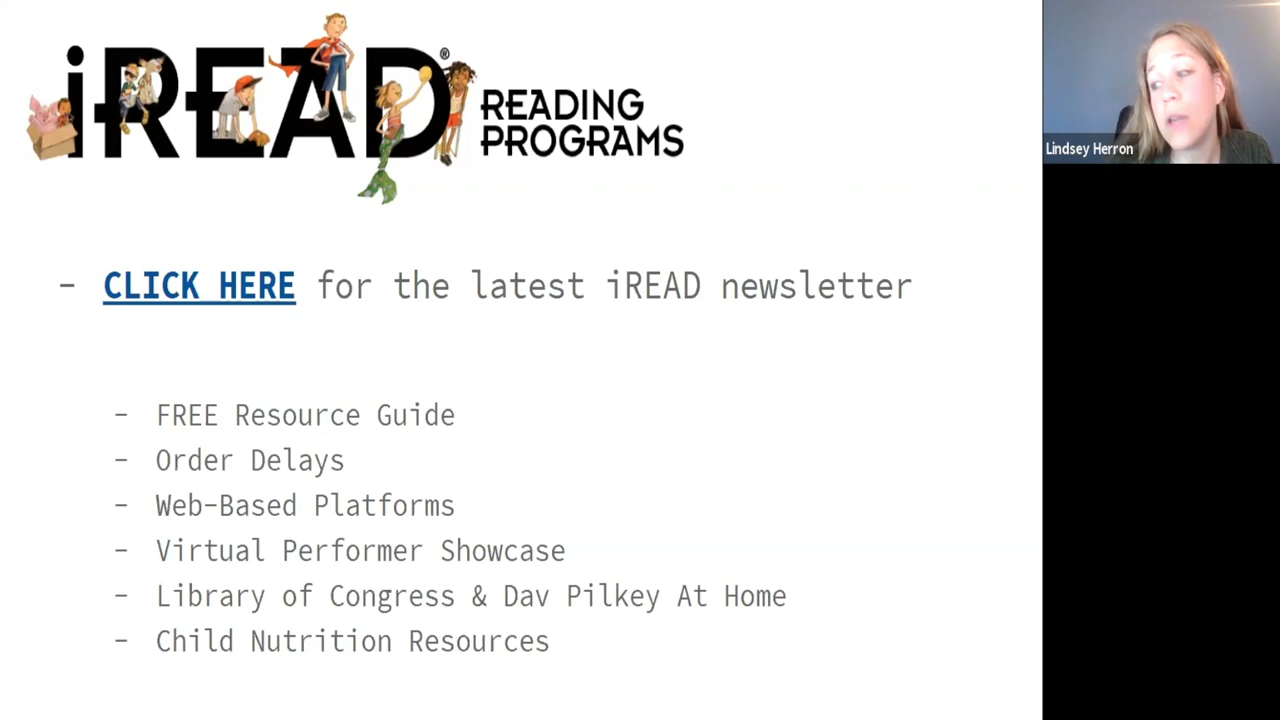 iREAD® READING
PROGRAMS
Lindsey Herron
- CLICK HERE for the latest iREAD newsletter
- FREE Resource Guide
- Order Delays
- Web-Based Platforms
- Virtual Performer Showcase
- Library of Congress & Dav Pilkey At Home
- Child Nutrition Resources